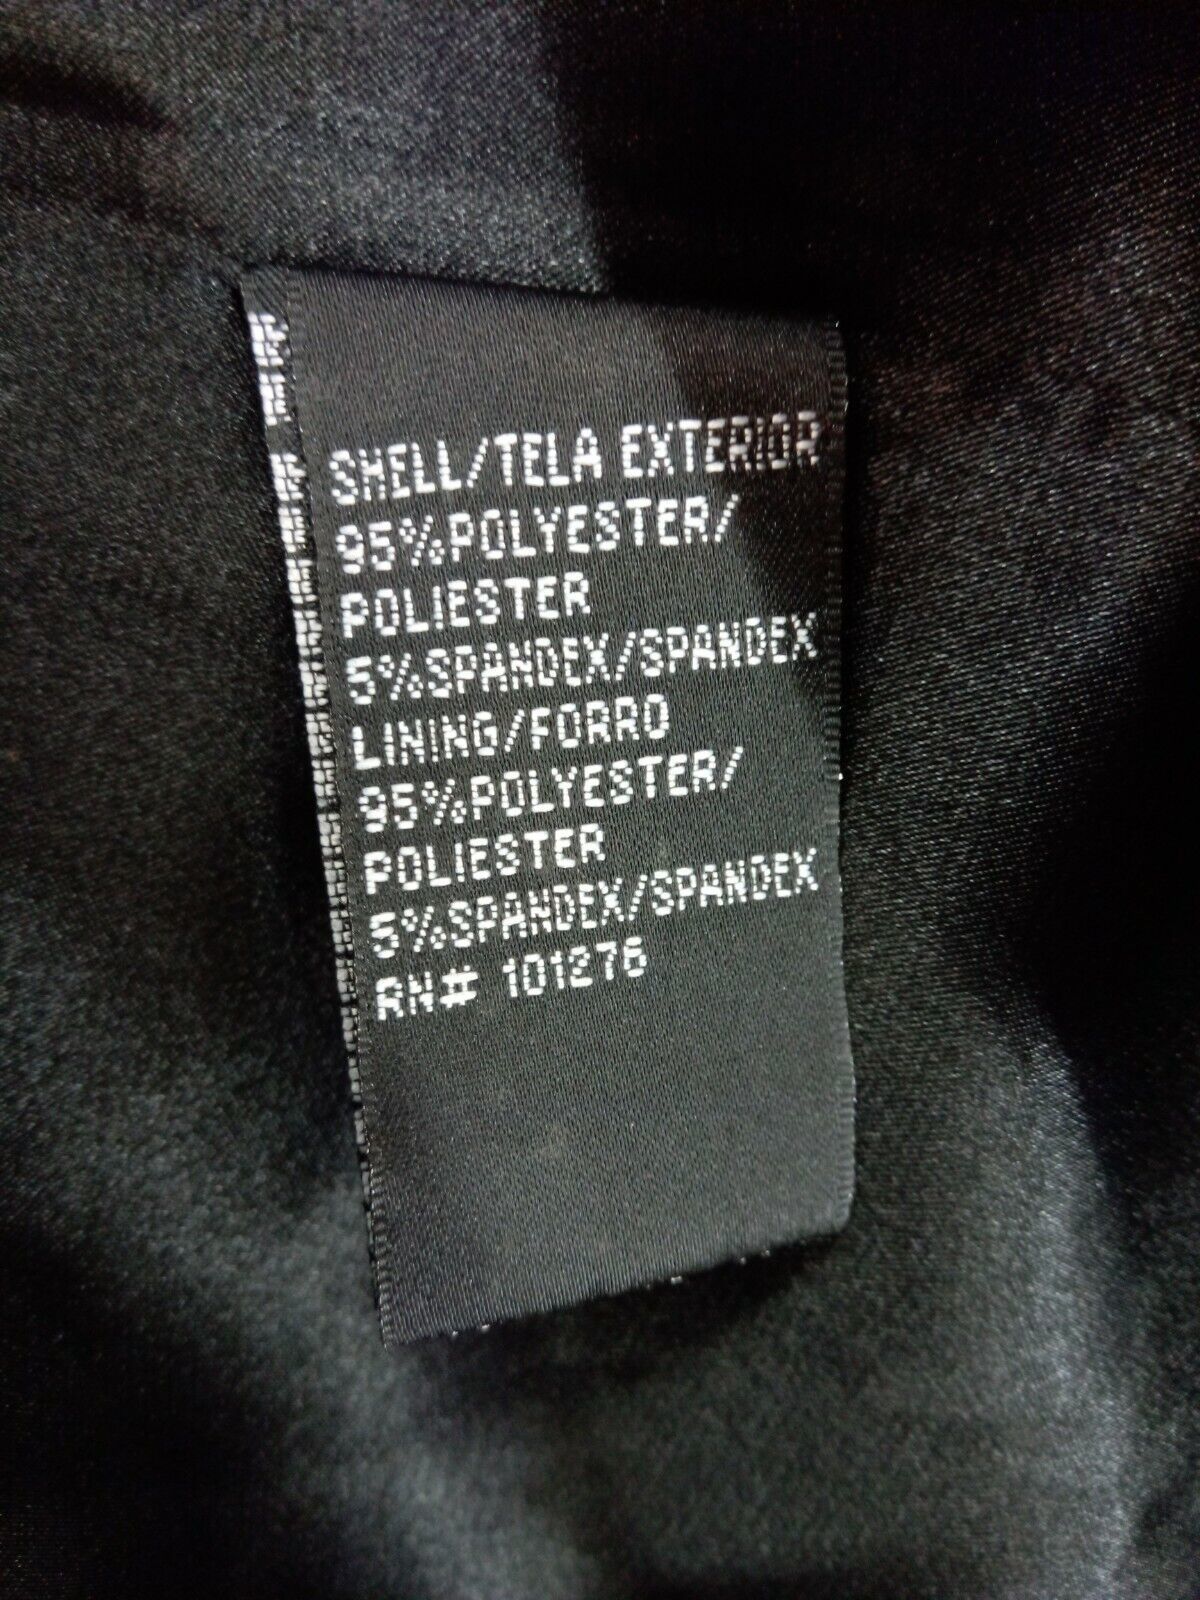 SHELL/TELA EXTERIOR
95%POLYESTER/
POLIESTER
5%SPANDEX/SPANDEX
LINING/FORRO
95%POLYESTER/
POLIESTER
5%SPANDEX/SPANDEX
RN# 101276